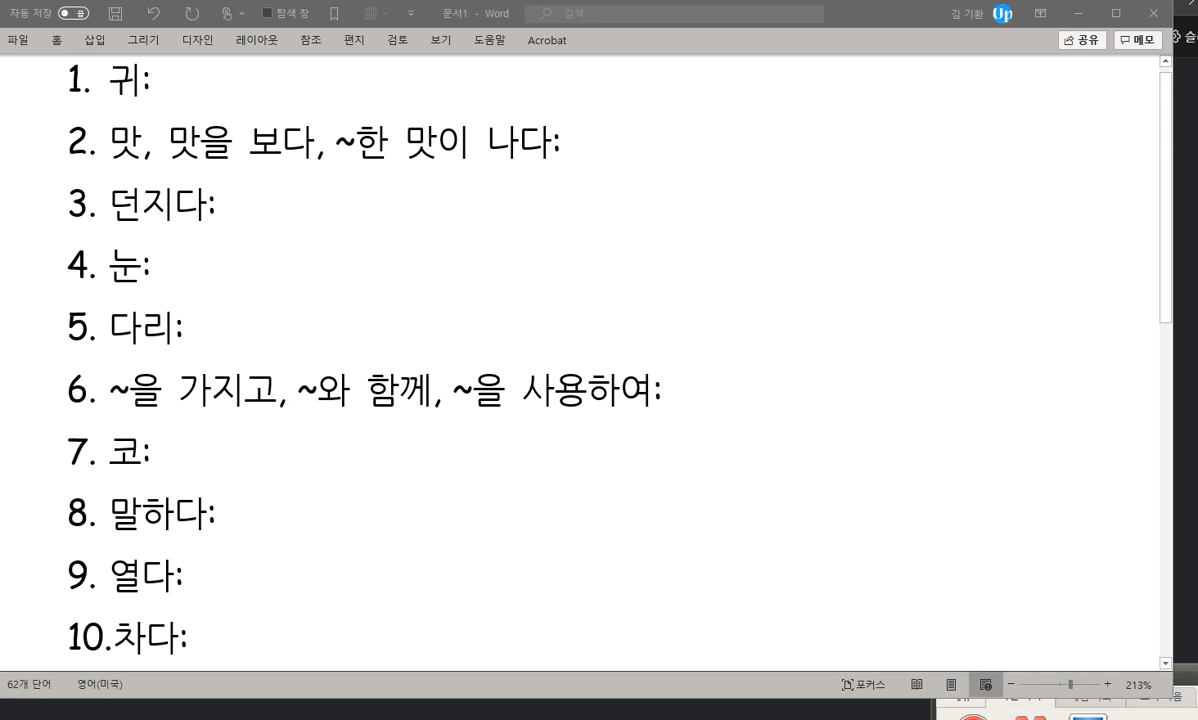 자동 저장 끔 탐색 창 문서1 - Word 검색 김 기환 Up
파일 홈 삽입 그리기 디자인 레이아웃 참조 편지 검토 보기 도움말 Acrobat 공유 메모
1. 귀:
2. 맛, 맛을 보다, ~한 맛이 나다:
3. 던지다:
4. 눈:
5. 다리:
6. ~을 가지고, ~와 함께, ~을 사용하여:
7. 코:
8. 말하다:
9. 열다:
10.차다:
62개 단어 영어(미국) 포커스 213%